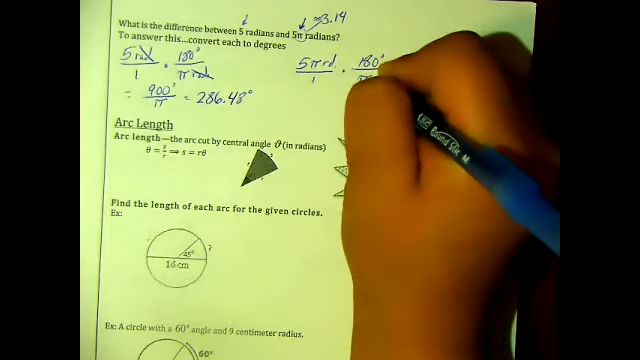 ≈3.14
What is the difference between 5 radians and 5π radians?
To answer this...convert each to degrees
5 rad/1 • 180°/π rad
5π rd/1 • 180°/π
= 900°/π = 286.48°
Arc Length
Arc length—the arc cut by central angle ϑ (in radians)
θ = s/r ⟹ s = rθ
Find the length of each arc for the given circles.
Ex:
?
45°
16 cm
Ex: A circle with a 60° angle and 9 centimeter radius.
60°
Round Stic M